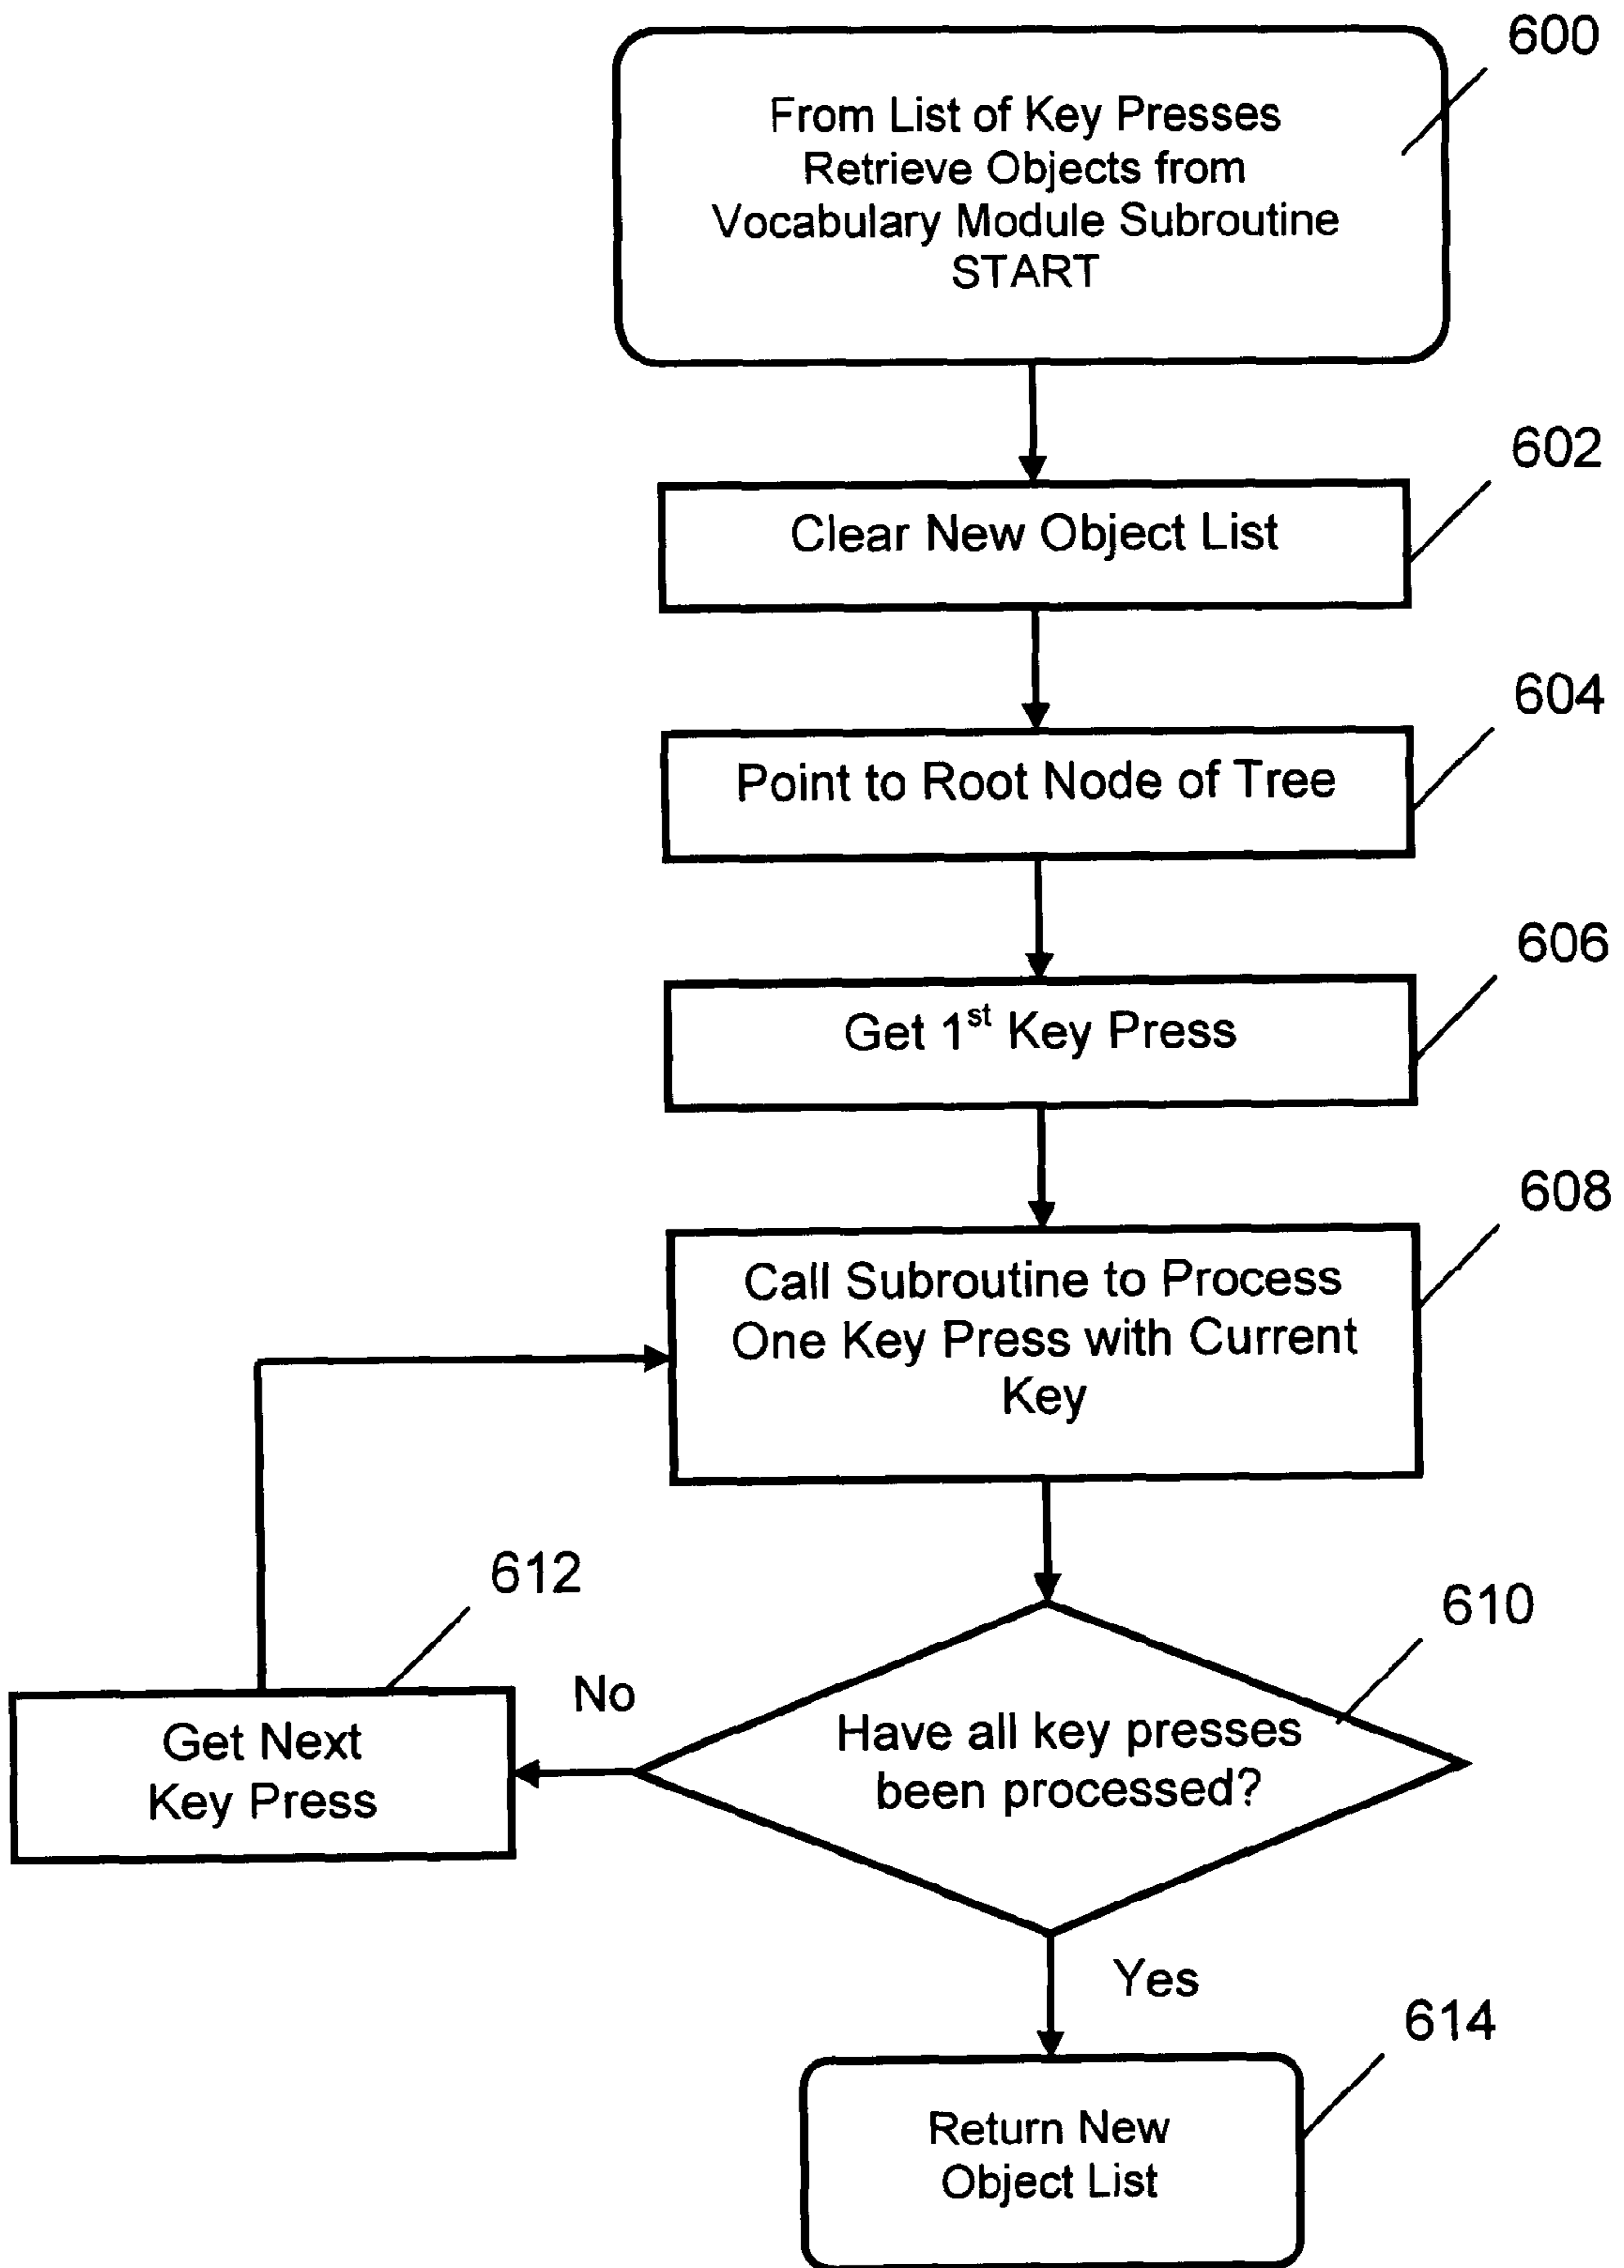 600
From List of Key Presses
Retrieve Objects from
Vocabulary Module Subroutine
START
602
Clear New Object List
604
Point to Root Node of Tree
606
Get 1st Key Press
608
Call Subroutine to Process
One Key Press with Current
Key
612
610
No
Get Next
Key Press
Have all key presses
been processed?
Yes
614
Return New
Object List